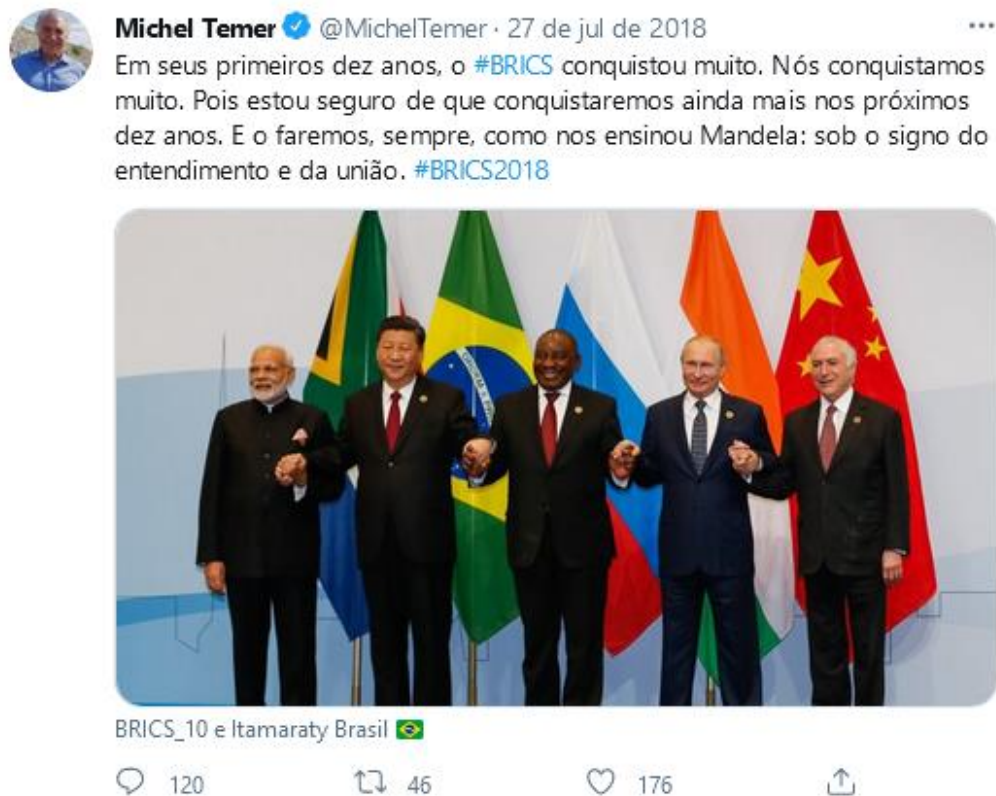 Michel Temer @MichelTemer · 27 de jul de 2018
Em seus primeiros dez anos, o #BRICS conquistou muito. Nós conquistamos
muito. Pois estou seguro de que conquistaremos ainda mais nos próximos
dez anos. E o faremos, sempre, como nos ensinou Mandela: sob o signo do
entendimento e da união. #BRICS2018
BRICS_10 e Itamaraty Brasil
120 46 176